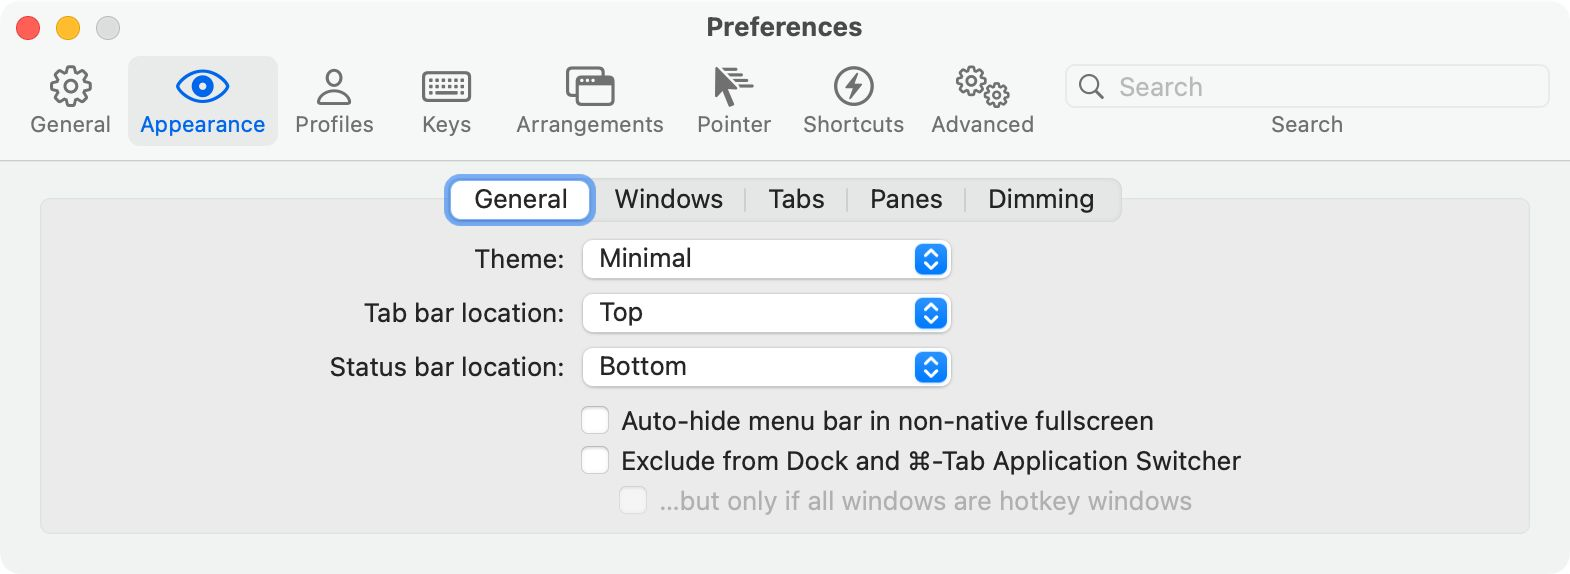 Preferences
General Appearance Profiles Keys Arrangements Pointer Shortcuts Advanced Search
Search
General Windows Tabs Panes Dimming
Theme: Minimal
Tab bar location: Top
Status bar location: Bottom
Auto-hide menu bar in non-native fullscreen
Exclude from Dock and ⌘-Tab Application Switcher
...but only if all windows are hotkey windows